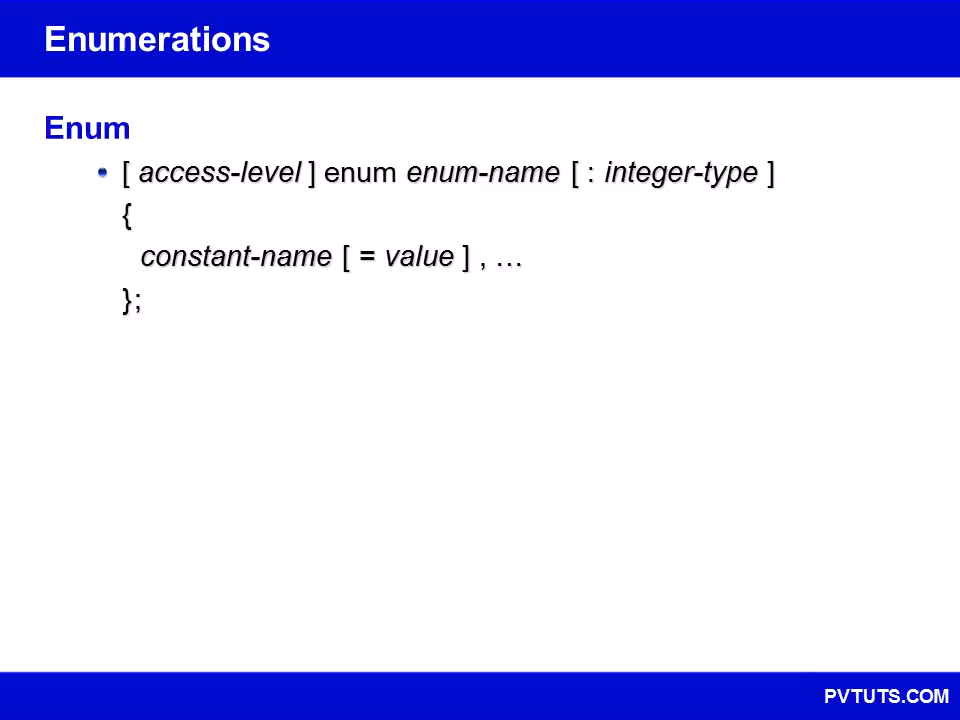 Enumerations
Enum
[ access-level ] enum enum-name [ : integer-type ]
{
constant-name [ = value ] , …
};
PVTUTS.COM